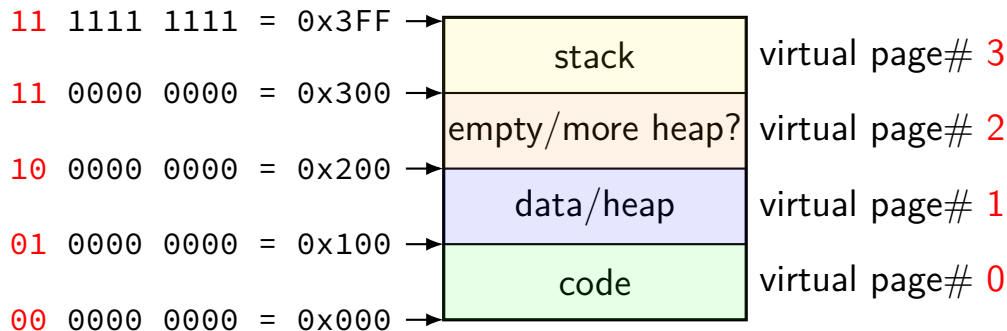 11 1111 1111 = 0x3FF
stack
virtual page# 3
11 0000 0000 = 0x300
empty/more heap?
virtual page# 2
10 0000 0000 = 0x200
data/heap
virtual page# 1
01 0000 0000 = 0x100
code
virtual page# 0
00 0000 0000 = 0x000